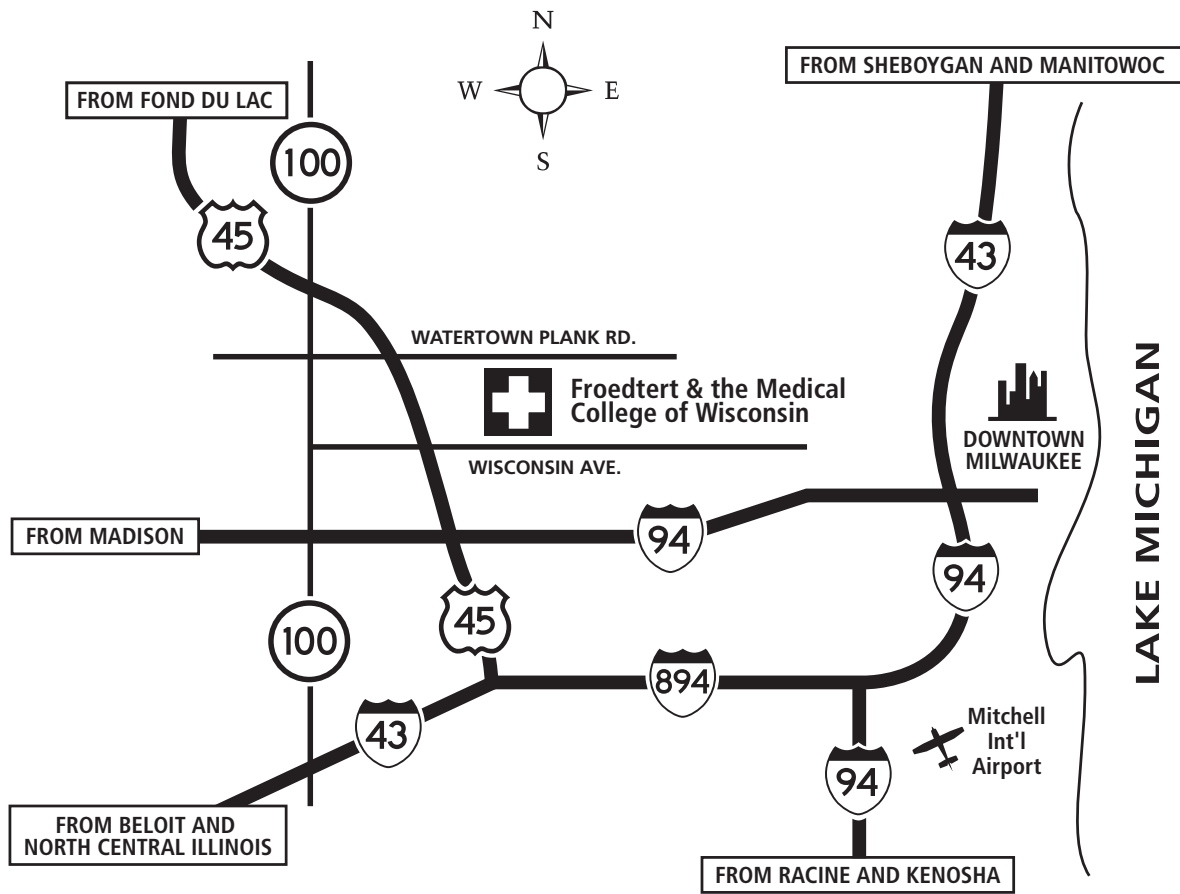 N
W
E
S
FROM SHEBOYGAN AND MANITOWOC
FROM FOND DU LAC
100
45
43
WATERTOWN PLANK RD.
Froedtert & the Medical
College of Wisconsin
WISCONSIN AVE.
DOWNTOWN
MILWAUKEE
LAKE MICHIGAN
FROM MADISON
94
94
45
100
894
43
Mitchell
Int'l
Airport
94
FROM BELOIT AND
NORTH CENTRAL ILLINOIS
FROM RACINE AND KENOSHA